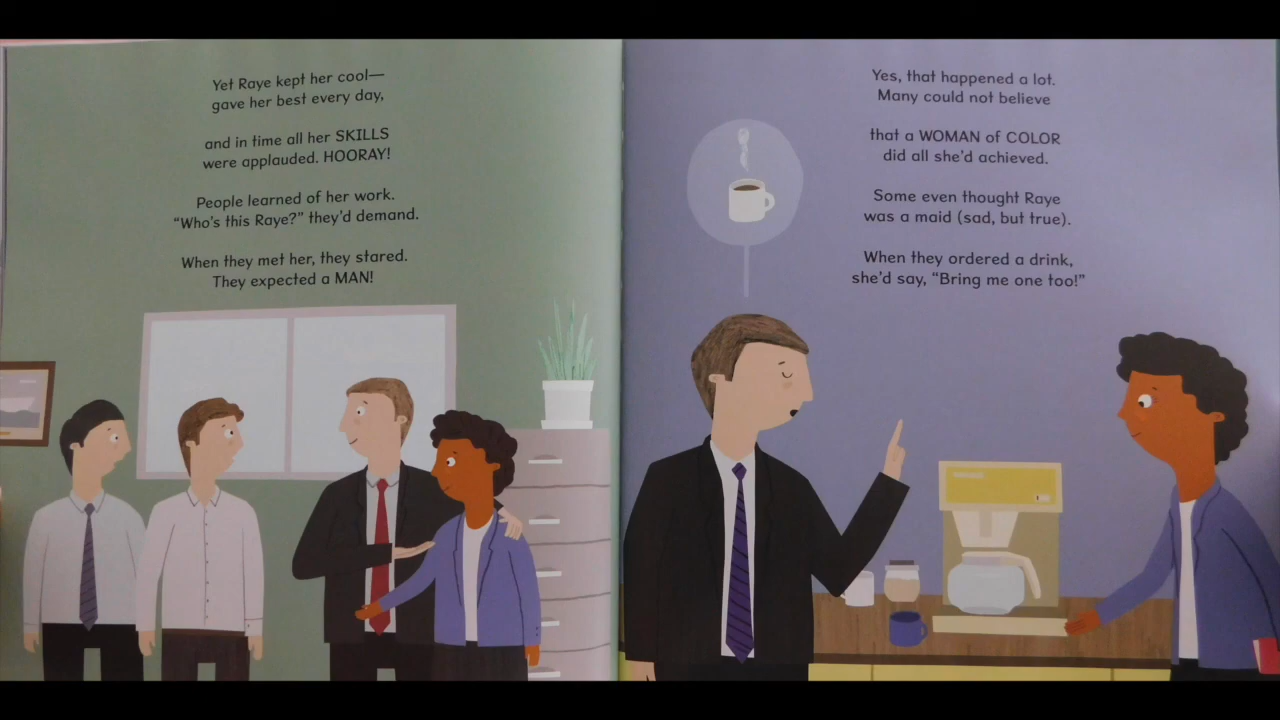 Yet Raye kept her cool—
gave her best every day,
and in time all her SKILLS
were applauded. HOORAY!
People learned of her work.
“Who’s this Raye?” they’d demand.
When they met her, they stared.
They expected a MAN!
Yes, that happened a lot.
Many could not believe
that a WOMAN of COLOR
did all she’d achieved.
Some even thought Raye
was a maid (sad, but true).
When they ordered a drink,
she’d say, “Bring me one too!”